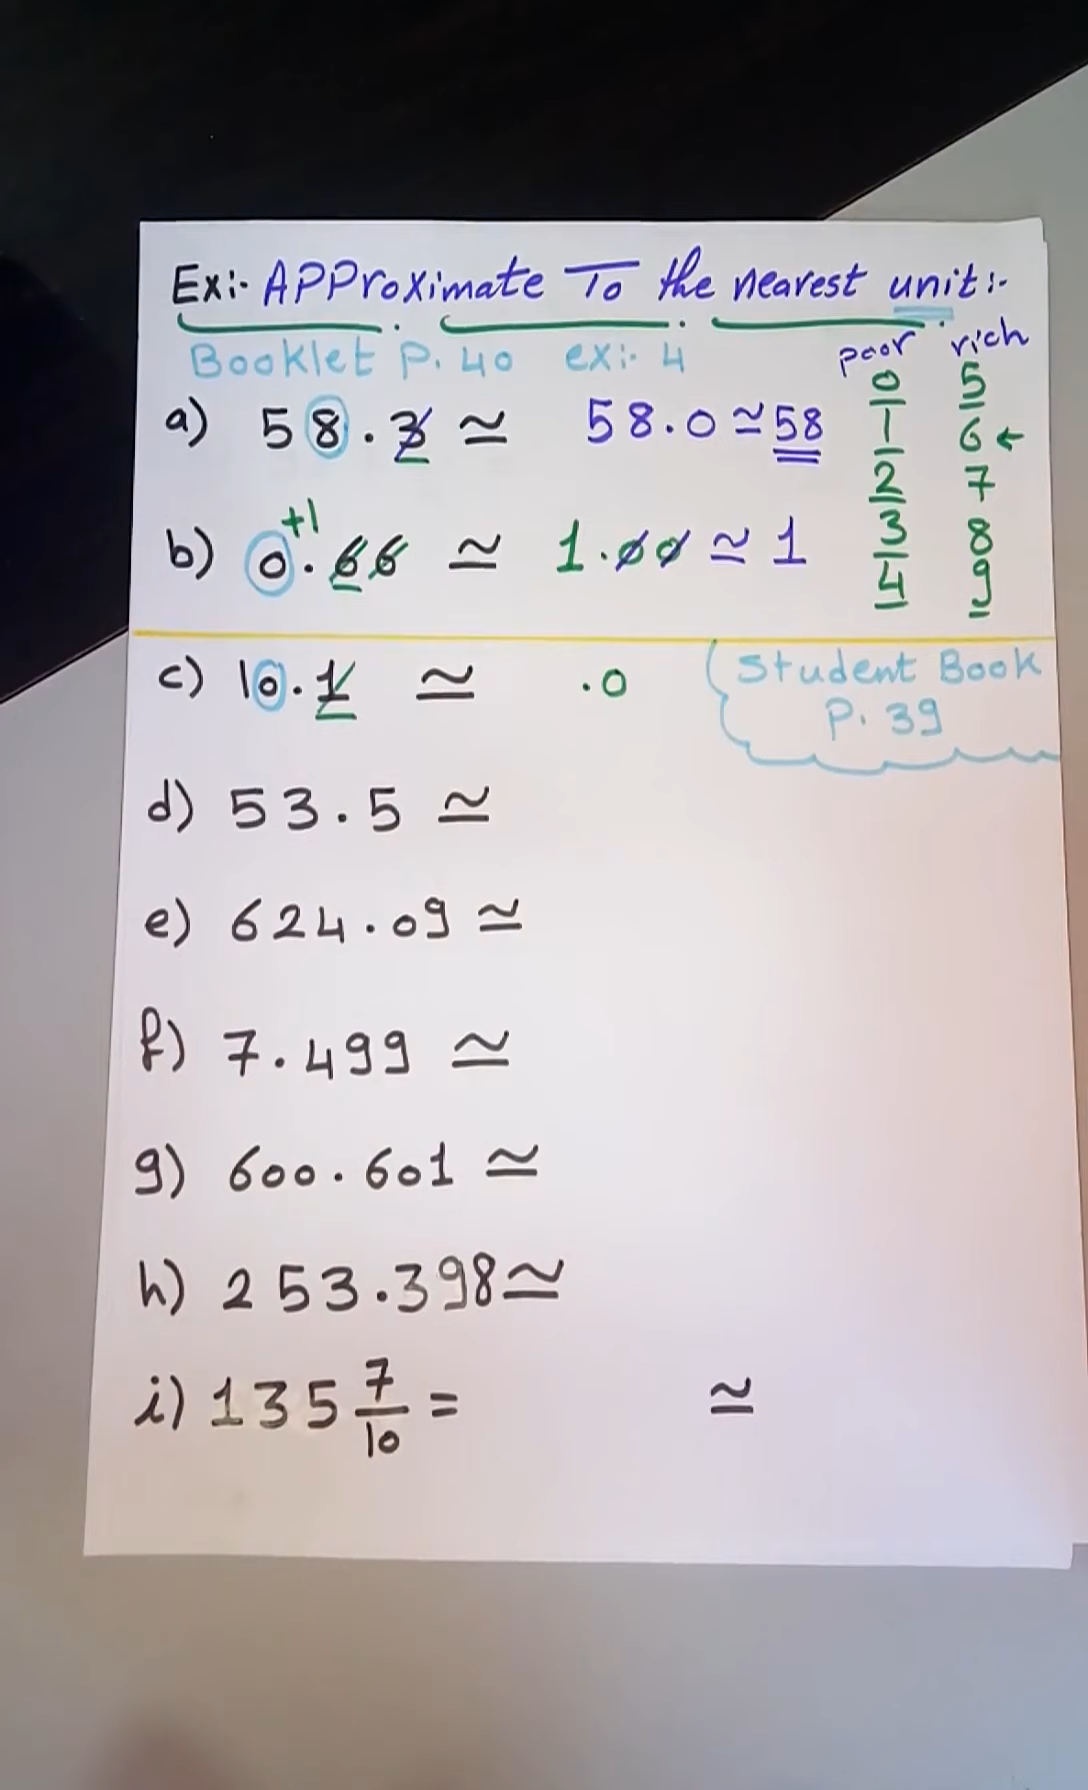 Ex:- APProximate To the nearest unit:-
Booklet P. 40 ex:- 4
poor rich
0 5
1 6 ←
2 7
3 8
4 9
a) 58.3 ≃ 58.0 ≃ 58
+1
b) 0.66 ≃ 1.00 ≃ 1
c) 10.1 ≃ .0
Student Book
P. 39
d) 53.5 ≃
e) 624.09 ≃
f) 7.499 ≃
g) 600.601 ≃
h) 253.398 ≃
i) 135 7/10 = ≃